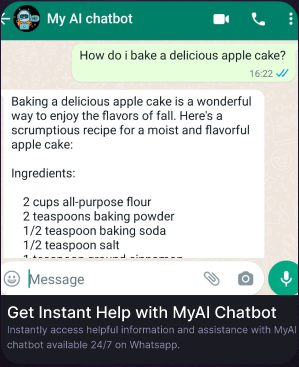 My AI chatbot
How do i bake a delicious apple cake?
16:22
Baking a delicious apple cake is a wonderful
way to enjoy the flavors of fall. Here's a
scrumptious recipe for a moist and flavorful
apple cake:
Ingredients:
2 cups all-purpose flour
2 teaspoons baking powder
1/2 teaspoon baking soda
1/2 teaspoon salt
Message
Get Instant Help with MyAI Chatbot
Instantly access helpful information and assistance with MyAI
chatbot available 24/7 on Whatsapp.